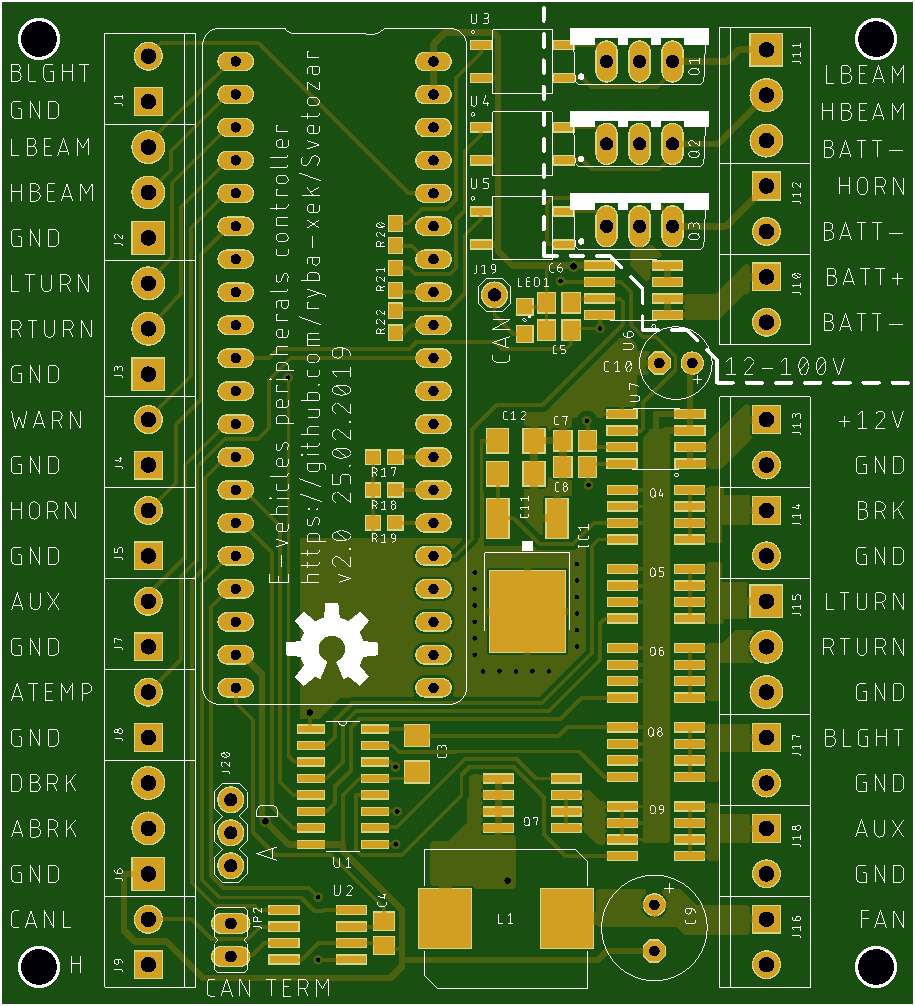 BLGHT
GND
LBEAM
HBEAM
GND
LTURN
RTURN
GND
WARN
GND
HORN
GND
AUX
GND
ATEMP
GND
DBRK
ABRK
GND
CANL
H
J1
J2
J3
J4
J5
J7
J8
J6
J9
E-vehicles peripherals controller
https://github.com/ryba-xek/Svetozar
v2.0 25.02.2019
R20
R21
R22
R17
R18
R19
U3
U4
U5
Q1
Q2
Q3
J19
CAN
C6
LED1
C5
U6
C10
+
U7
12-100V
C12
C7
C8
C11
IC1
Q4
Q5
Q6
Q8
Q9
Q7
J20
D
A
U1
C3
U2
C4
JP2
CAN TERM
L1
C9
+
J11
J12
J10
J13
J14
J15
J17
J18
J16
LBEAM
HBEAM
BATT-
HORN
BATT-
BATT+
BATT-
+12V
GND
BRK
GND
LTURN
RTURN
GND
BLGHT
GND
AUX
GND
FAN